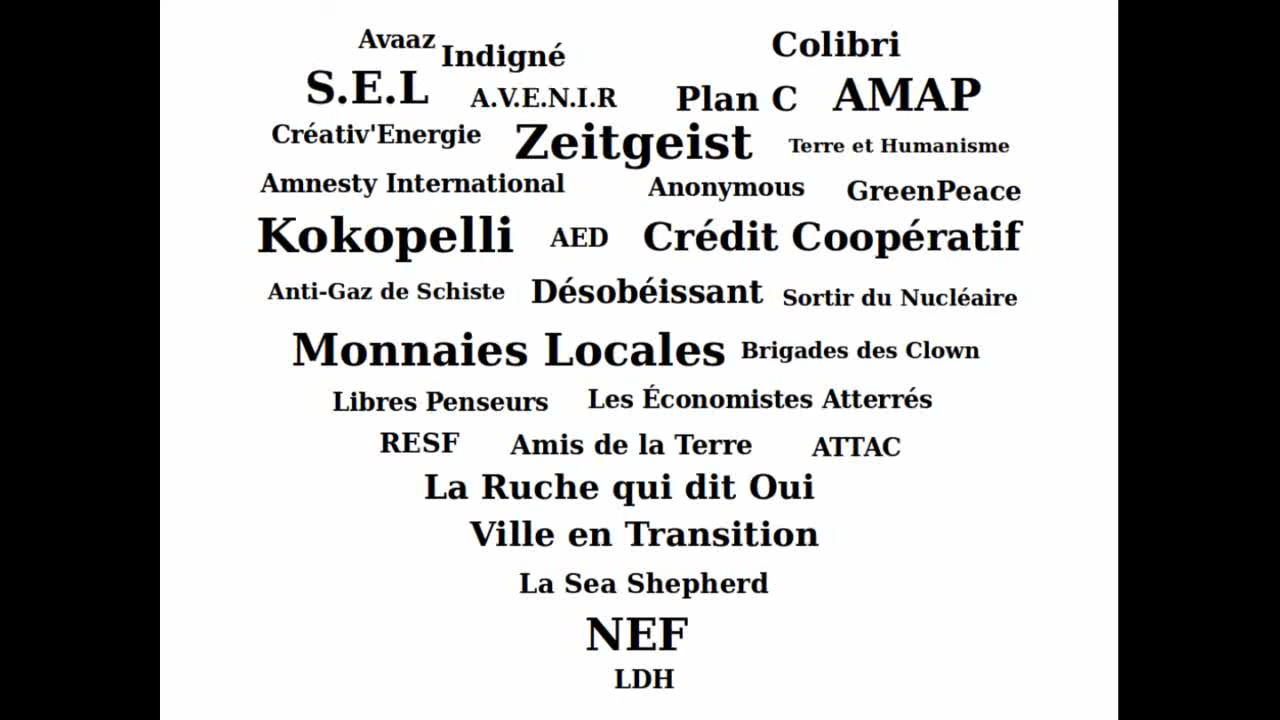 Avaaz Indigné Colibri
S.E.L A.V.E.N.I.R Plan C AMAP
Créativ'Energie Zeitgeist Terre et Humanisme
Amnesty International Anonymous GreenPeace
Kokopelli AED Crédit Coopératif
Anti-Gaz de Schiste Désobéissant Sortir du Nucléaire
Monnaies Locales Brigades des Clown
Libres Penseurs Les Économistes Atterrés
RESF Amis de la Terre ATTAC
La Ruche qui dit Oui
Ville en Transition
La Sea Shepherd
NEF
LDH